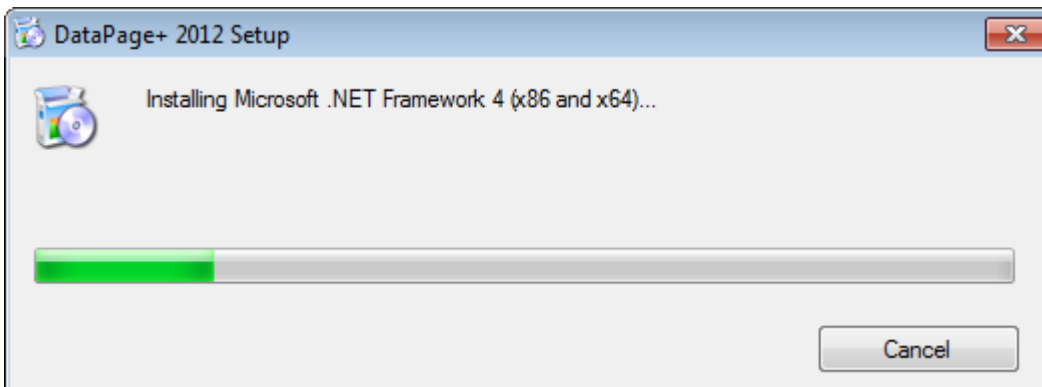 DataPage+ 2012 Setup
Installing Microsoft .NET Framework 4 (x86 and x64)...
Cancel